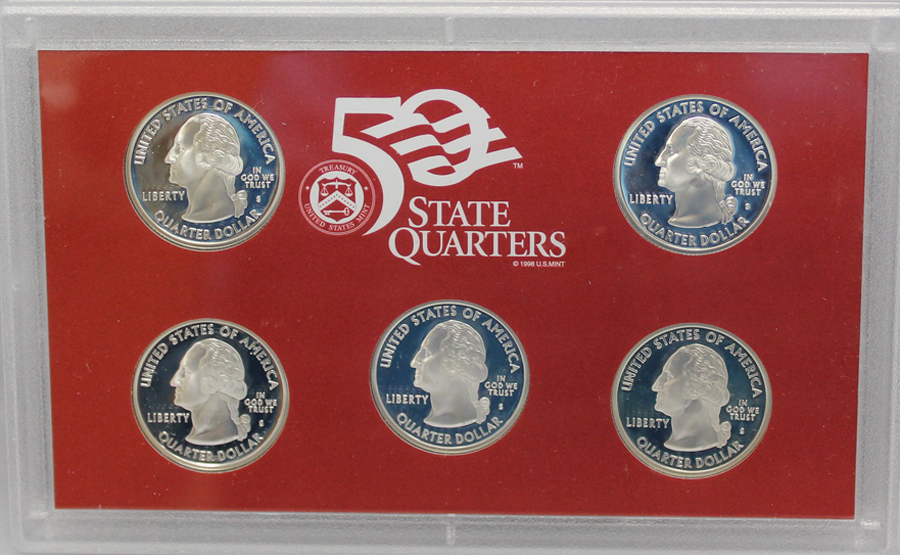 50
TM
STATE
QUARTERS
© 1998 U.S. MINT
TREASURY
UNITED STATES MINT
UNITED STATES OF AMERICA
LIBERTY
IN
GOD WE
TRUST
S
QUARTER DOLLAR
UNITED STATES OF AMERICA
LIBERTY
IN
GOD WE
TRUST
S
QUARTER DOLLAR
UNITED STATES OF AMERICA
LIBERTY
IN
GOD WE
TRUST
S
QUARTER DOLLAR
UNITED STATES OF AMERICA
LIBERTY
IN
GOD WE
TRUST
S
QUARTER DOLLAR
UNITED STATES OF AMERICA
LIBERTY
IN
GOD WE
TRUST
S
QUARTER DOLLAR